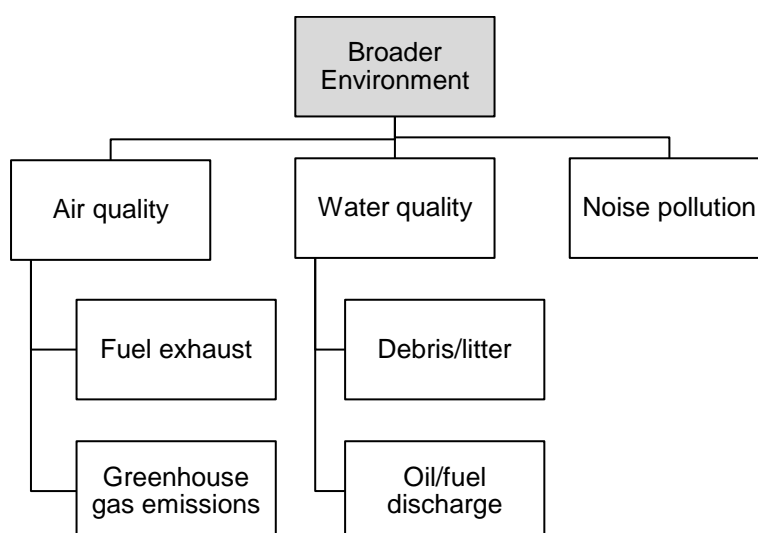 Broader
Environment
Air quality
Water quality
Noise pollution
Fuel exhaust
Debris/litter
Greenhouse
gas emissions
Oil/fuel
discharge